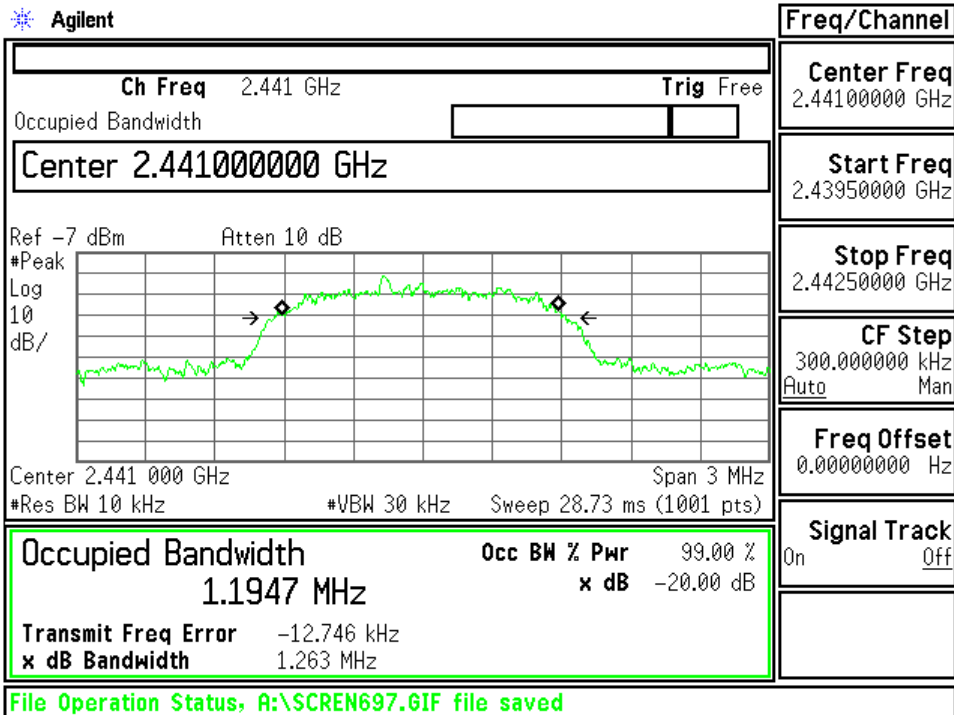 Agilent
Freq/Channel
Ch Freq 2.441 GHz Trig Free
Occupied Bandwidth
Center 2.441000000 GHz
Ref -7 dBm Atten 10 dB
#Peak
Log
10
dB/
Center 2.441 000 GHz Span 3 MHz
#Res BW 10 kHz #VBW 30 kHz Sweep 28.73 ms (1001 pts)
Occupied Bandwidth
1.1947 MHz
Occ BW % Pwr 99.00 %
x dB -20.00 dB
Transmit Freq Error -12.746 kHz
x dB Bandwidth 1.263 MHz
Center Freq
2.44100000 GHz
Start Freq
2.43950000 GHz
Stop Freq
2.44250000 GHz
CF Step
300.000000 kHz
Auto Man
Freq Offset
0.00000000 Hz
Signal Track
On Off
File Operation Status, A:\SCREN697.GIF file saved